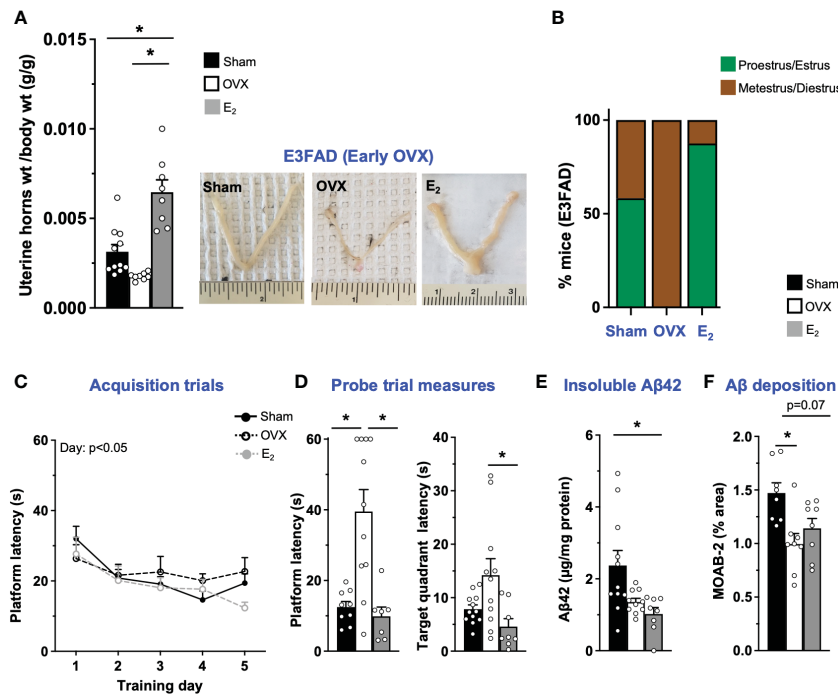 A
Uterine horns wt /body wt (g/g)
0.015
0.010
0.005
0.000
*
*
Sham
OVX
E2
E3FAD (Early OVX)
Sham
OVX
E2
2
1
1 2 3
B
Proestrus/Estrus
Metestrus/Diestrus
% mice (E3FAD)
100
50
0
Sham OVX E2
Sham
OVX
E2
C
Acquisition trials
Sham
OVX
E2
Day: p<0.05
Platform latency (s)
60
40
20
0
1 2 3 4 5
Training day
D
Probe trial measures
* *
Platform latency (s)
60
40
20
0
*
Target quadrant latency (s)
40
30
20
10
0
E
Insoluble Aβ42
*
Aβ42 (μg/mg protein)
6
4
2
0
F
Aβ deposition
p=0.07
*
MOAB-2 (% area)
2.0
1.5
1.0
0.5
0.0